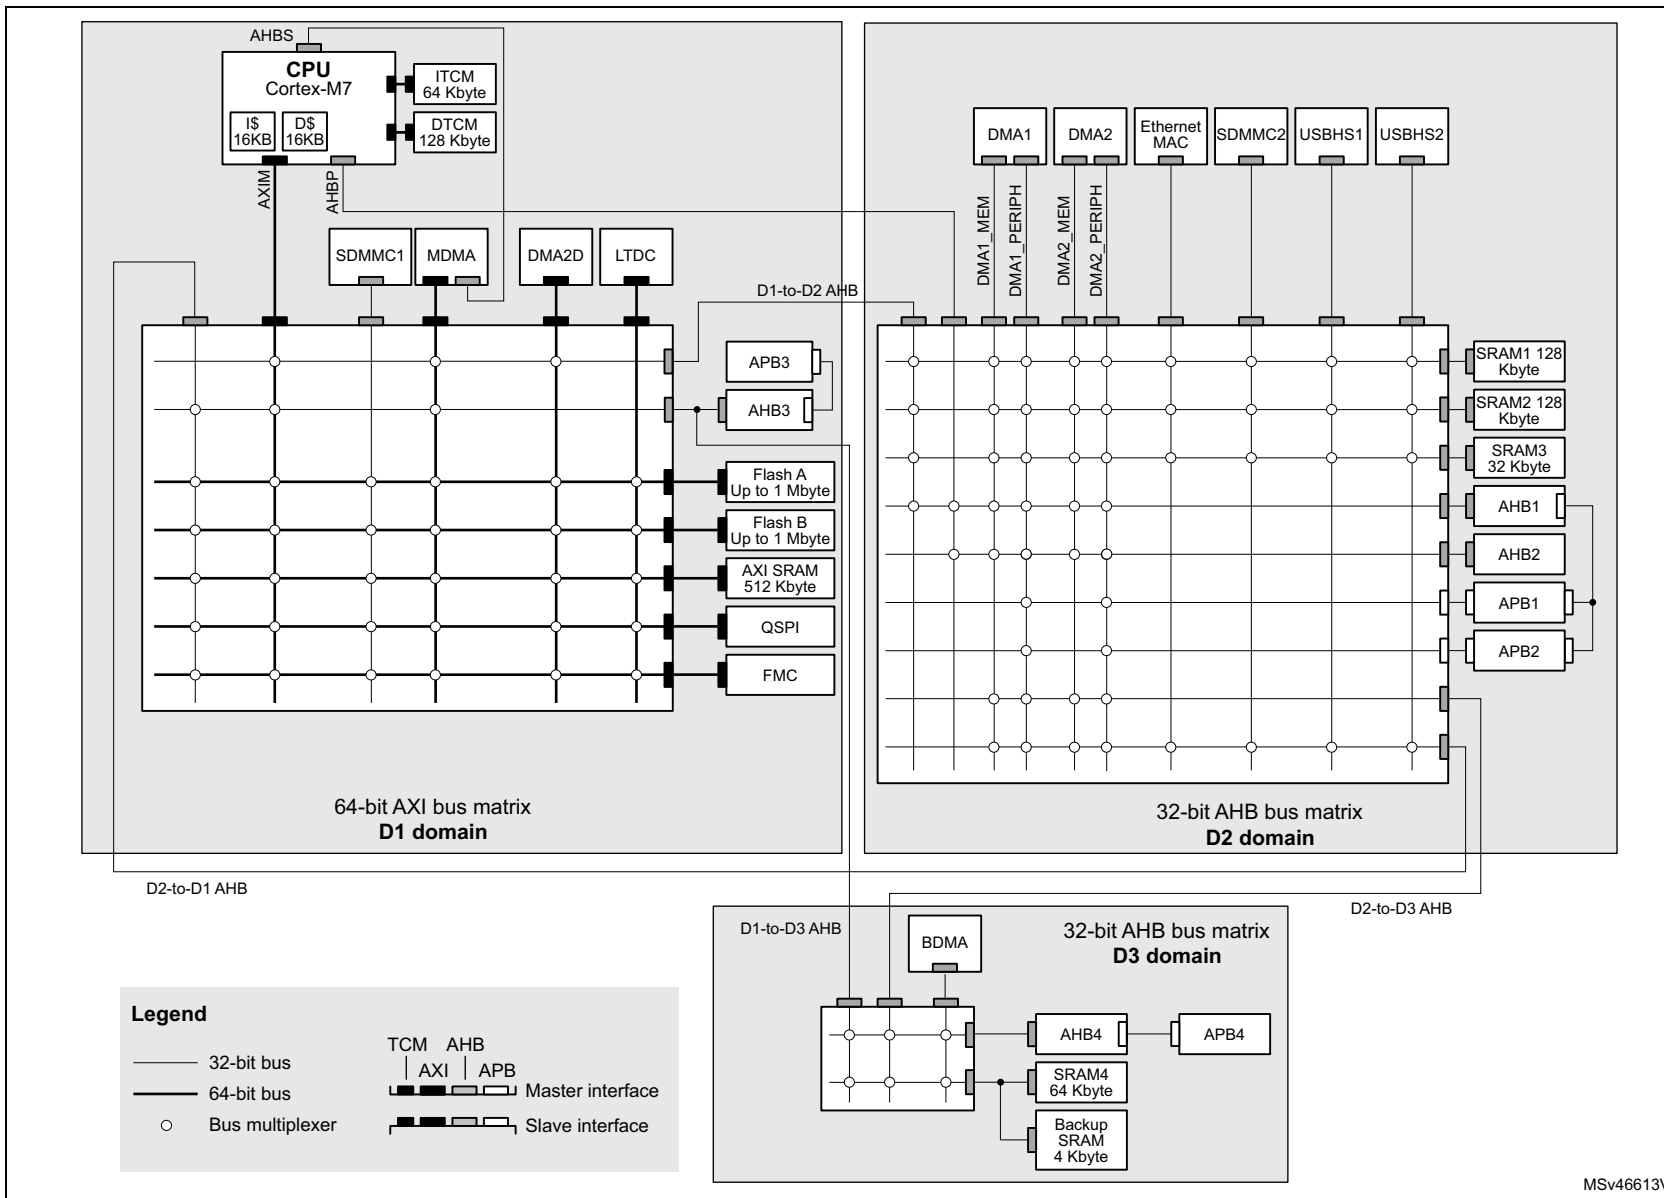 AHBS
CPU
Cortex-M7
I$
16KB
D$
16KB
ITCM
64 Kbyte
DTCM
128 Kbyte
AXIM
AHBP
SDMMC1
MDMA
DMA2D
LTDC
D1-to-D2 AHB
APB3
AHB3
Flash A
Up to 1 Mbyte
Flash B
Up to 1 Mbyte
AXI SRAM
512 Kbyte
QSPI
FMC
64-bit AXI bus matrix
D1 domain
DMA1
DMA2
Ethernet
MAC
SDMMC2
USBHS1
USBHS2
DMA1_MEM
DMA1_PERIPH
DMA2_MEM
DMA2_PERIPH
SRAM1 128
Kbyte
SRAM2 128
Kbyte
SRAM3
32 Kbyte
AHB1
AHB2
APB1
APB2
32-bit AHB bus matrix
D2 domain
D2-to-D1 AHB
D2-to-D3 AHB
D1-to-D3 AHB
BDMA
32-bit AHB bus matrix
D3 domain
AHB4
APB4
SRAM4
64 Kbyte
Backup
SRAM
4 Kbyte
Legend
32-bit bus
64-bit bus
Bus multiplexer
TCM
AHB
AXI
APB
Master interface
Slave interface
MSv46613V